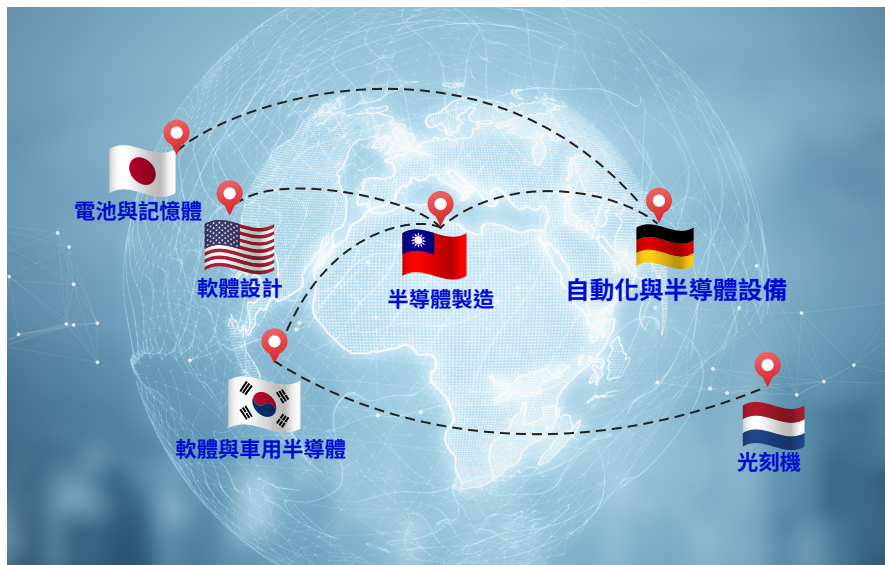 電池與記憶體
軟體設計
半導體製造
自動化與半導體設備
軟體與車用半導體
光刻機